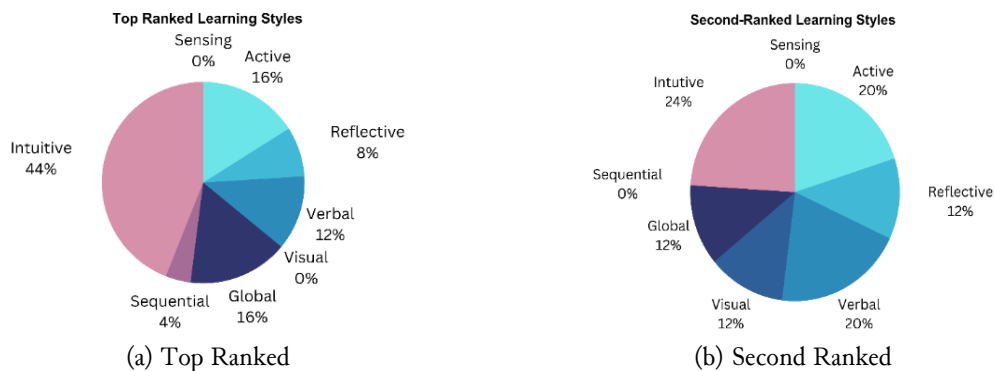 Top Ranked Learning Styles
Sensing
0%
Active
16%
Reflective
8%
Verbal
12%
Visual
0%
Global
16%
Sequential
4%
Intuitive
44%
(a) Top Ranked
Second-Ranked Learning Styles
Sensing
0%
Active
20%
Reflective
12%
Verbal
20%
Visual
12%
Global
12%
Sequential
0%
Intutive
24%
(b) Second Ranked